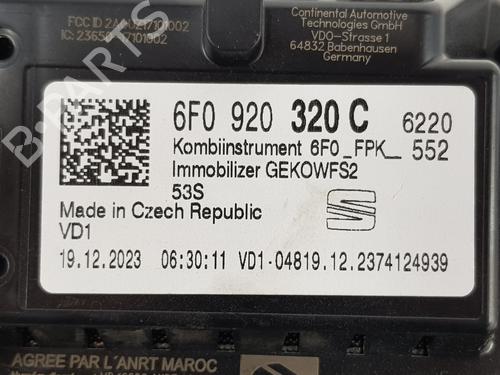 FCC ID
IC:
Continental Automotive
Technologies GmbH
VDO-Strasse 1
64832 Babenhausen
Germany
6F0 920 320 C 6220
Kombiinstrument 6F0_FPK_ 552
Immobilizer GEKOWFS2
53S
Made in Czech Republic
VD1
19.12.2023 06:30:11 VD1-04819.12.2374124939
AGREE PAR L'ANRT MAROC